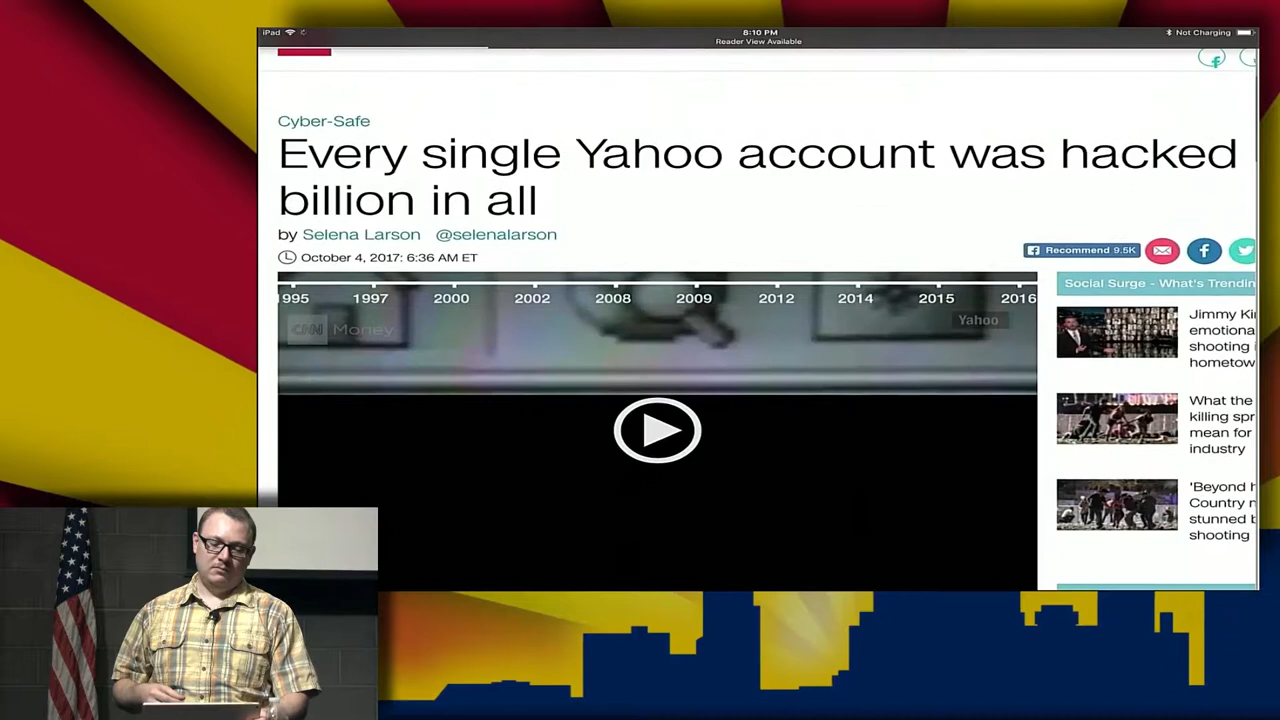 iPad
8:10 PM
Not Charging
Reader View Available
Cyber-Safe
Every single Yahoo account was hacked
billion in all
by Selena Larson @selenalarson
October 4, 2017: 6:36 AM ET
Recommend 9.5K
1995 1997 2000 2002 2008 2009 2012 2014 2015 2016
CNN Money
Yahoo
Social Surge - What's Trendin
Jimmy Ki
emotiona
shooting
hometow
What the
killing spr
mean for
industry
'Beyond h
Country
stunned b
shooting